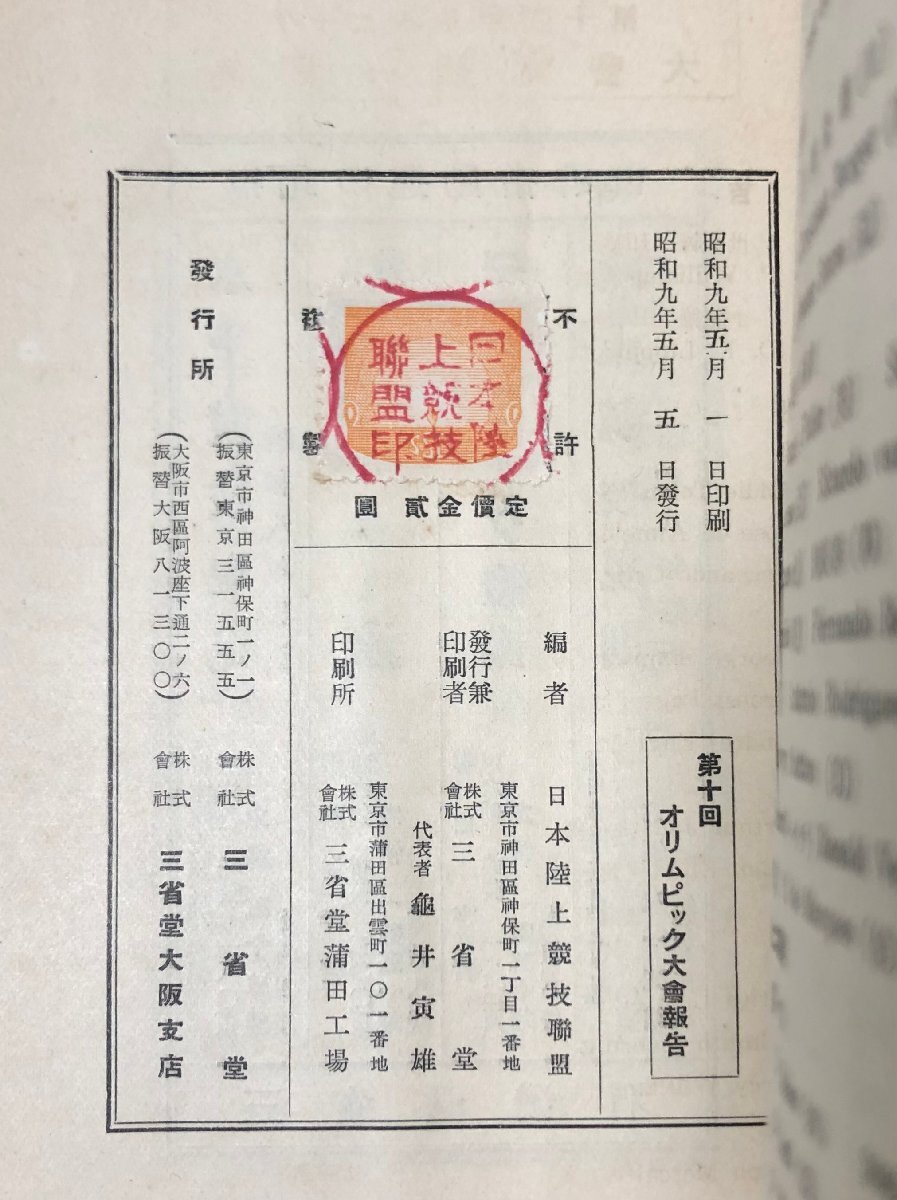 昭和九年五月 一 日印刷
昭和九年五月 五 日發行
第十回
オリムピック大會報告
不許
複
定價金貳圓
日本陸
上競技
聯盟印
編者
日本陸上競技聯盟
東京市神田區神保町一丁目一番地
發行兼
印刷者
株式
會社
三省堂
代表者 龜井寅雄
東京市蒲田區出雲町一〇一番地
印刷所
株式
會社
三省堂蒲田工場
發行所
(東京市神田區神保町一ノ一
振替東京三一五五五)
株式
會社
三省堂
(大阪市西區阿波座下通二ノ六
振替大阪八一三〇〇)
株式
會社
三省堂大阪支店